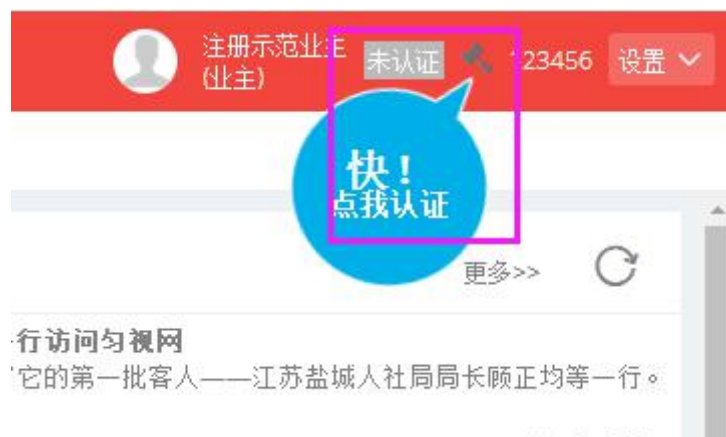 注册示范业主
(业主)
未认证
123456
设置
快！
点我认证
更多>>
行访问匀视网
它的第一批客人——江苏盐城人社局局长顾正均等一行。